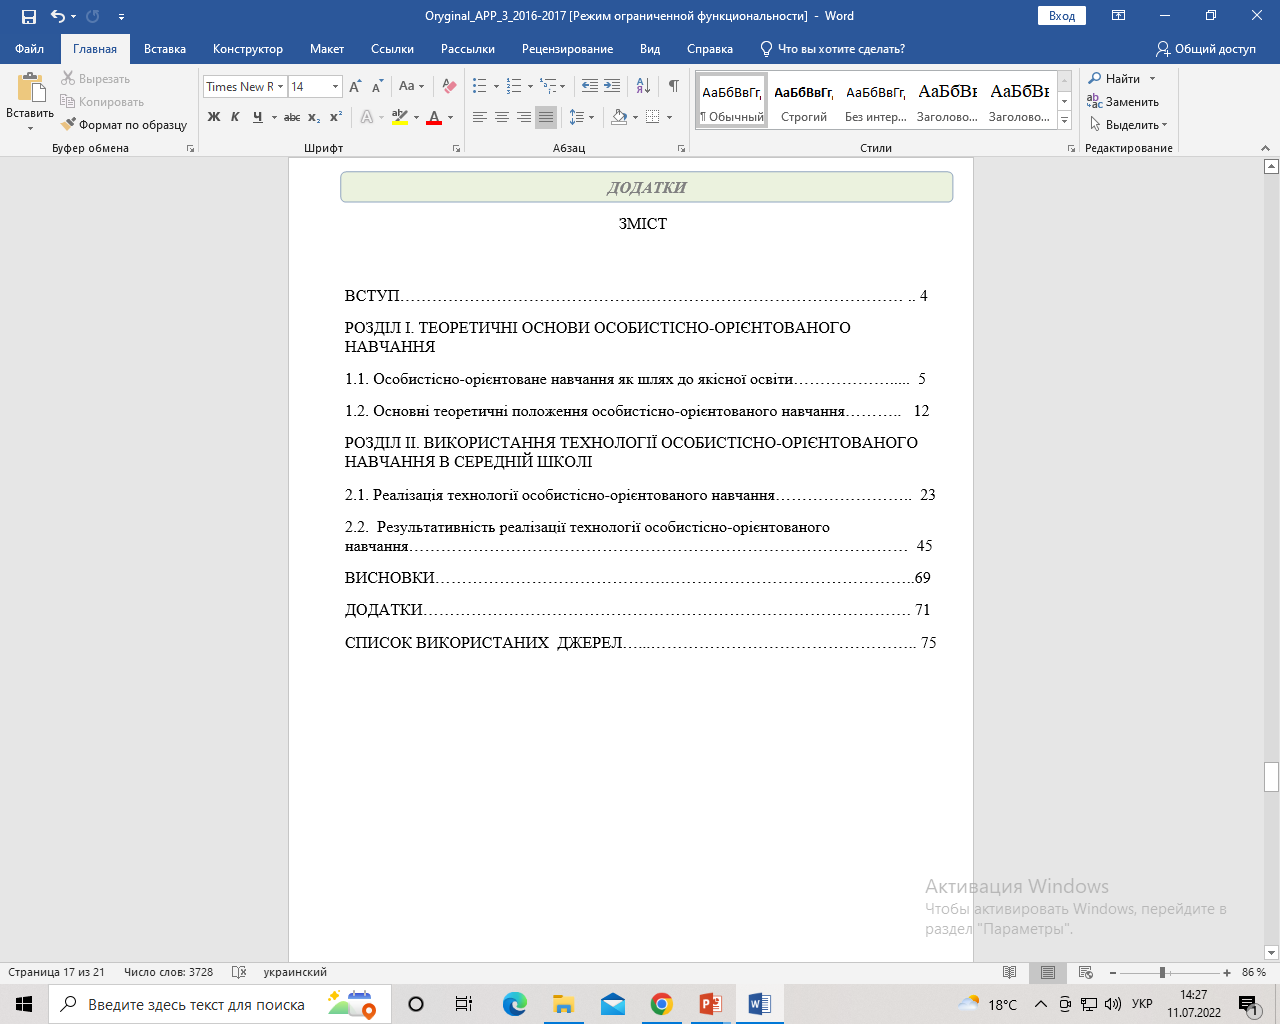 Oryginal_APP_3_2016-2017 [Режим ограниченной функциональности] - Word
Вход
Файл Главная Вставка Конструктор Макет Ссылки Рассылки Рецензирование Вид Справка Что вы хотите сделать? Общий доступ
Вставить
Вырезать
Копировать
Формат по образцу
Буфер обмена
Times New R 14
Ж К Ч abc x₂ x²
Шрифт
Абзац
АаБбВвГг, АаБбВвГг, АаБбВвГг, АаБбВı АаБбВı
¶ Обычный Строгий Без интер... Заголово... Заголово...
Стили
Найти
Заменить
Выделить
Редактирование
ДОДАТКИ
ЗМІСТ
ВСТУП…………………………………………………………………………………… .. 4
РОЗДІЛ І. ТЕОРЕТИЧНІ ОСНОВИ ОСОБИСТІСНО-ОРІЄНТОВАНОГО
НАВЧАННЯ
1.1. Особистісно-орієнтоване навчання як шлях до якісної освіти………………..... 5
1.2. Основні теоретичні положення особистісно-орієнтованого навчання……….. 12
РОЗДІЛ ІІ. ВИКОРИСТАННЯ ТЕХНОЛОГІЇ ОСОБИСТІСНО-ОРІЄНТОВАНОГО
НАВЧАННЯ В СЕРЕДНІЙ ШКОЛІ
2.1. Реалізація технології особистісно-орієнтованого навчання…………………….. 23
2.2. Результативність реалізації технології особистісно-орієнтованого
навчання………………………………………………………………………………… 45
ВИСНОВКИ……………………………………………………………………………..69
ДОДАТКИ………………………………………………………………………………. 71
СПИСОК ВИКОРИСТАНИХ ДЖЕРЕЛ…...………………………………………….. 75
Активация Windows
Чтобы активировать Windows, перейдите в
раздел "Параметры".
Страница 17 из 21 Число слов: 3728 украинский 86 %
Введите здесь текст для поиска
18°C УКР
14:27
11.07.2022
1